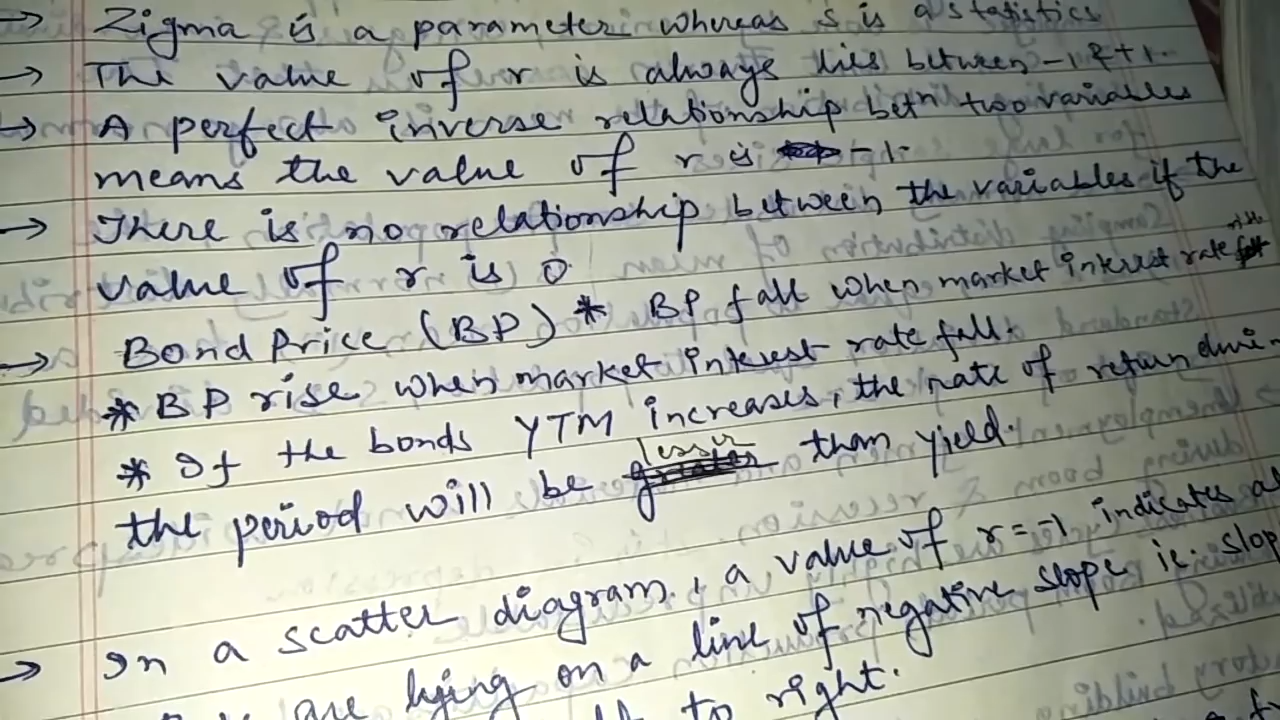 → Zigma is a parameter whereas s is a statistics
→ The value of r is always lies between -1 & +1.
→ A perfect inverse relationship betn two variables
means the value of r is -1.
→ There is no relationship between the variables if the
value of r is 0
→ Bond Price (BP) * BP fall when market interest rate
* BP rise when market interest rate fall.
* If the bonds YTM increases, the rate of return
the period will be lesser than yield.
→ In a scatter diagram, a value of r = -1 indicates
are lying on a line of negative slope ie. slop
to right.